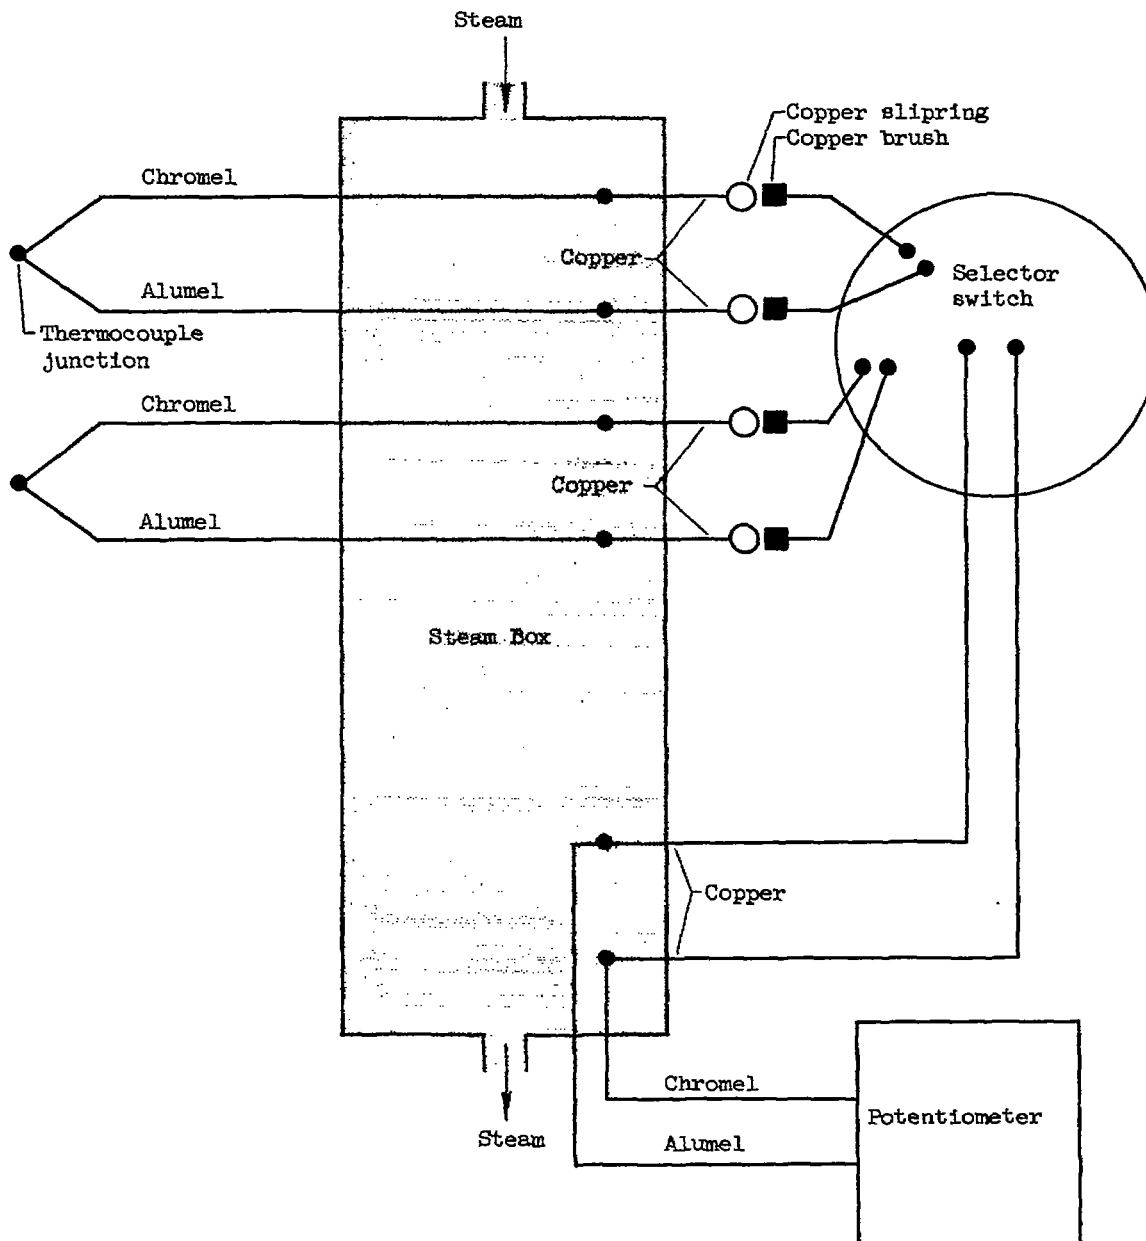 Steam
Copper slipring
Copper brush
Chromel
Copper
Alumel
Selector
switch
Thermocouple
junction
Chromel
Copper
Alumel
Steam Box
Copper
Chromel
Potentiometer
Steam
Alumel